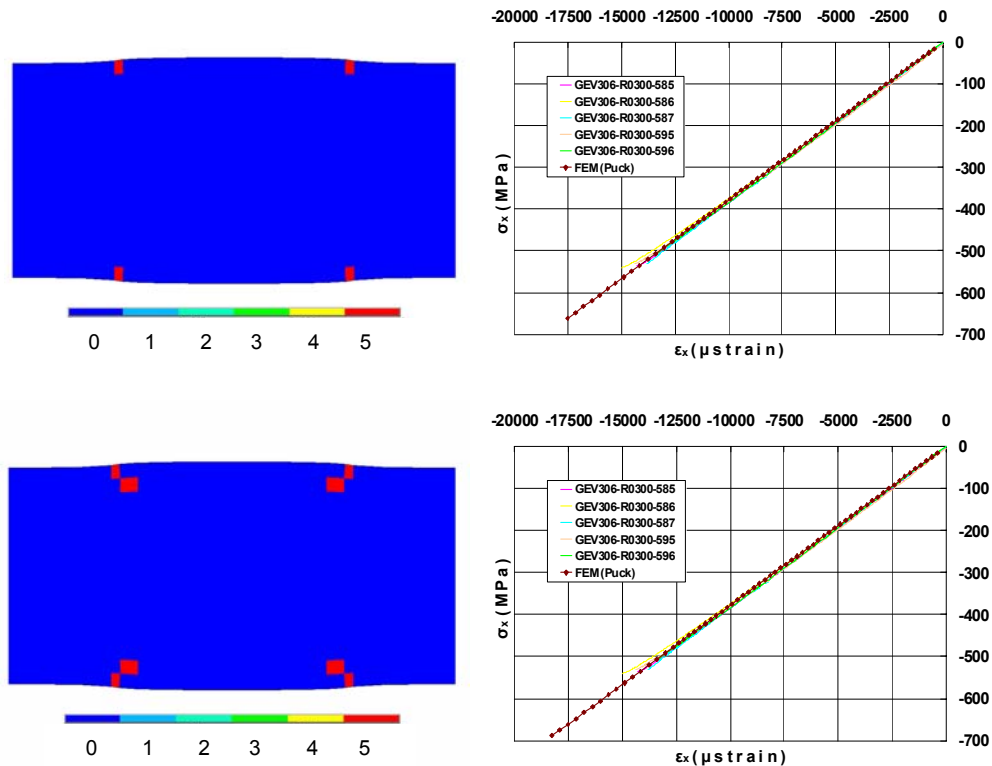 -20000 -17500 -15000 -12500 -10000 -7500 -5000 -2500 0
0
-100
-200
-300
-400
-500
-600
-700
GEV306-R0300-585
GEV306-R0300-586
GEV306-R0300-587
GEV306-R0300-595
GEV306-R0300-596
FEM (Puck)
σx (MPa)
εx (µstrain)
0 1 2 3 4 5
-20000 -17500 -15000 -12500 -10000 -7500 -5000 -2500 0
0
-100
-200
-300
-400
-500
-600
-700
GEV306-R0300-585
GEV306-R0300-586
GEV306-R0300-587
GEV306-R0300-595
GEV306-R0300-596
FEM (Puck)
σx (MPa)
εx (µstrain)
0 1 2 3 4 5